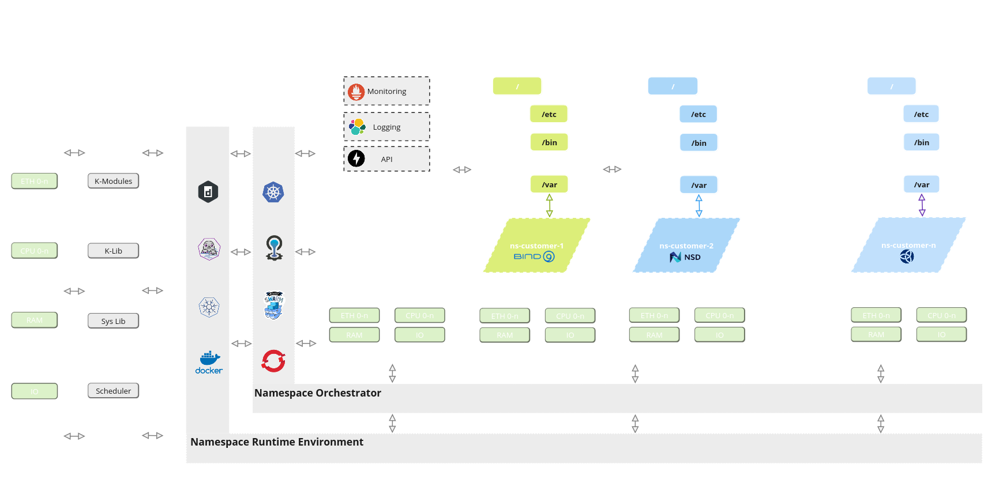 Monitoring
Logging
API
/
/etc
/bin
/var
ns-customer-1
BIND 9
/
/etc
/bin
/var
ns-customer-2
NSD
/
/etc
/bin
/var
ns-customer-n
ETH 0-n
K-Modules
CPU 0-n
K-Lib
RAM
Sys Lib
IO
Scheduler
d
docker
SWARM
ETH 0-n
CPU 0-n
RAM
IO
ETH 0-n
CPU 0-n
RAM
IO
ETH 0-n
CPU 0-n
RAM
IO
ETH 0-n
CPU 0-n
RAM
IO
Namespace Orchestrator
Namespace Runtime Environment